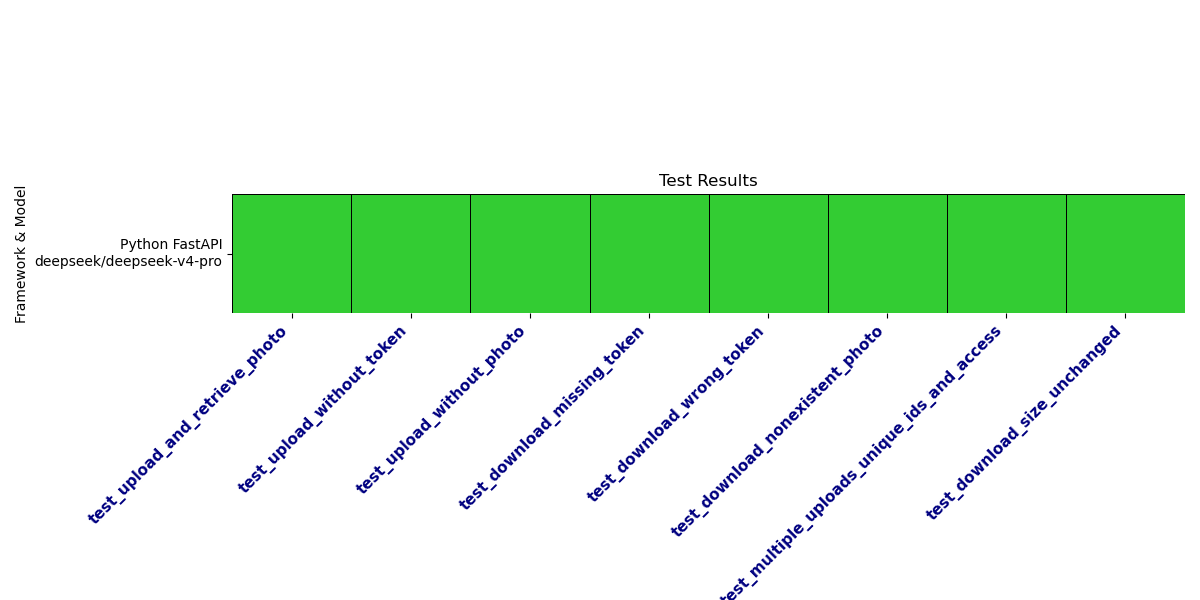 Test Results
Framework & Model
Python FastAPI
deepseek/deepseek-v4-pro
test_upload_and_retrieve_photo
test_upload_without_token
test_upload_without_photo
test_download_missing_token
test_download_wrong_token
test_download_nonexistent_photo
test_multiple_uploads_unique_ids_and_access
test_download_size_unchanged